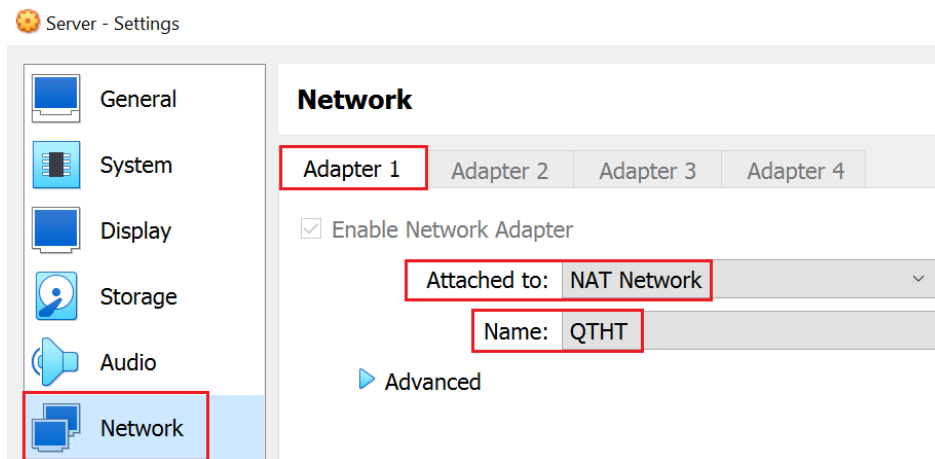 Server - Settings
General
System
Display
Storage
Audio
Network
Network
Adapter 1 Adapter 2 Adapter 3 Adapter 4
Enable Network Adapter
Attached to: NAT Network
Name: QTHT
Advanced